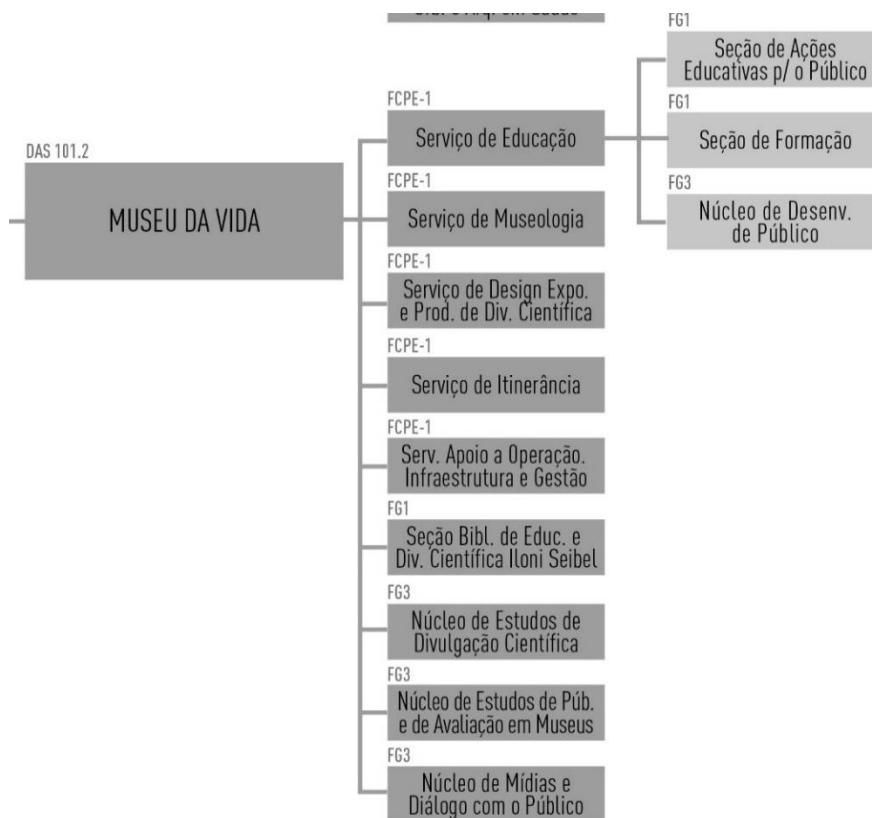 FG1
Seção de Ações
Educativas p/ o Público
FCPE-1
FG1
Serviço de Educação
Seção de Formação
DAS 101.2
MUSEU DA VIDA
FCPE-1
FG3
Serviço de Museologia
Núcleo de Desenv.
de Público
FCPE-1
Serviço de Design Expo.
e Prod. de Div. Científica
FCPE-1
Serviço de Itinerância
FCPE-1
Serv. Apoio a Operação.
Infraestrutura e Gestão
FG1
Seção Bibl. de Educ. e
Div. Científica Iloni Seibel
FG3
Núcleo de Estudos de
Divulgação Científica
FG3
Núcleo de Estudos de Púb.
e de Avaliação em Museus
FG3
Núcleo de Mídias e
Diálogo com o Público